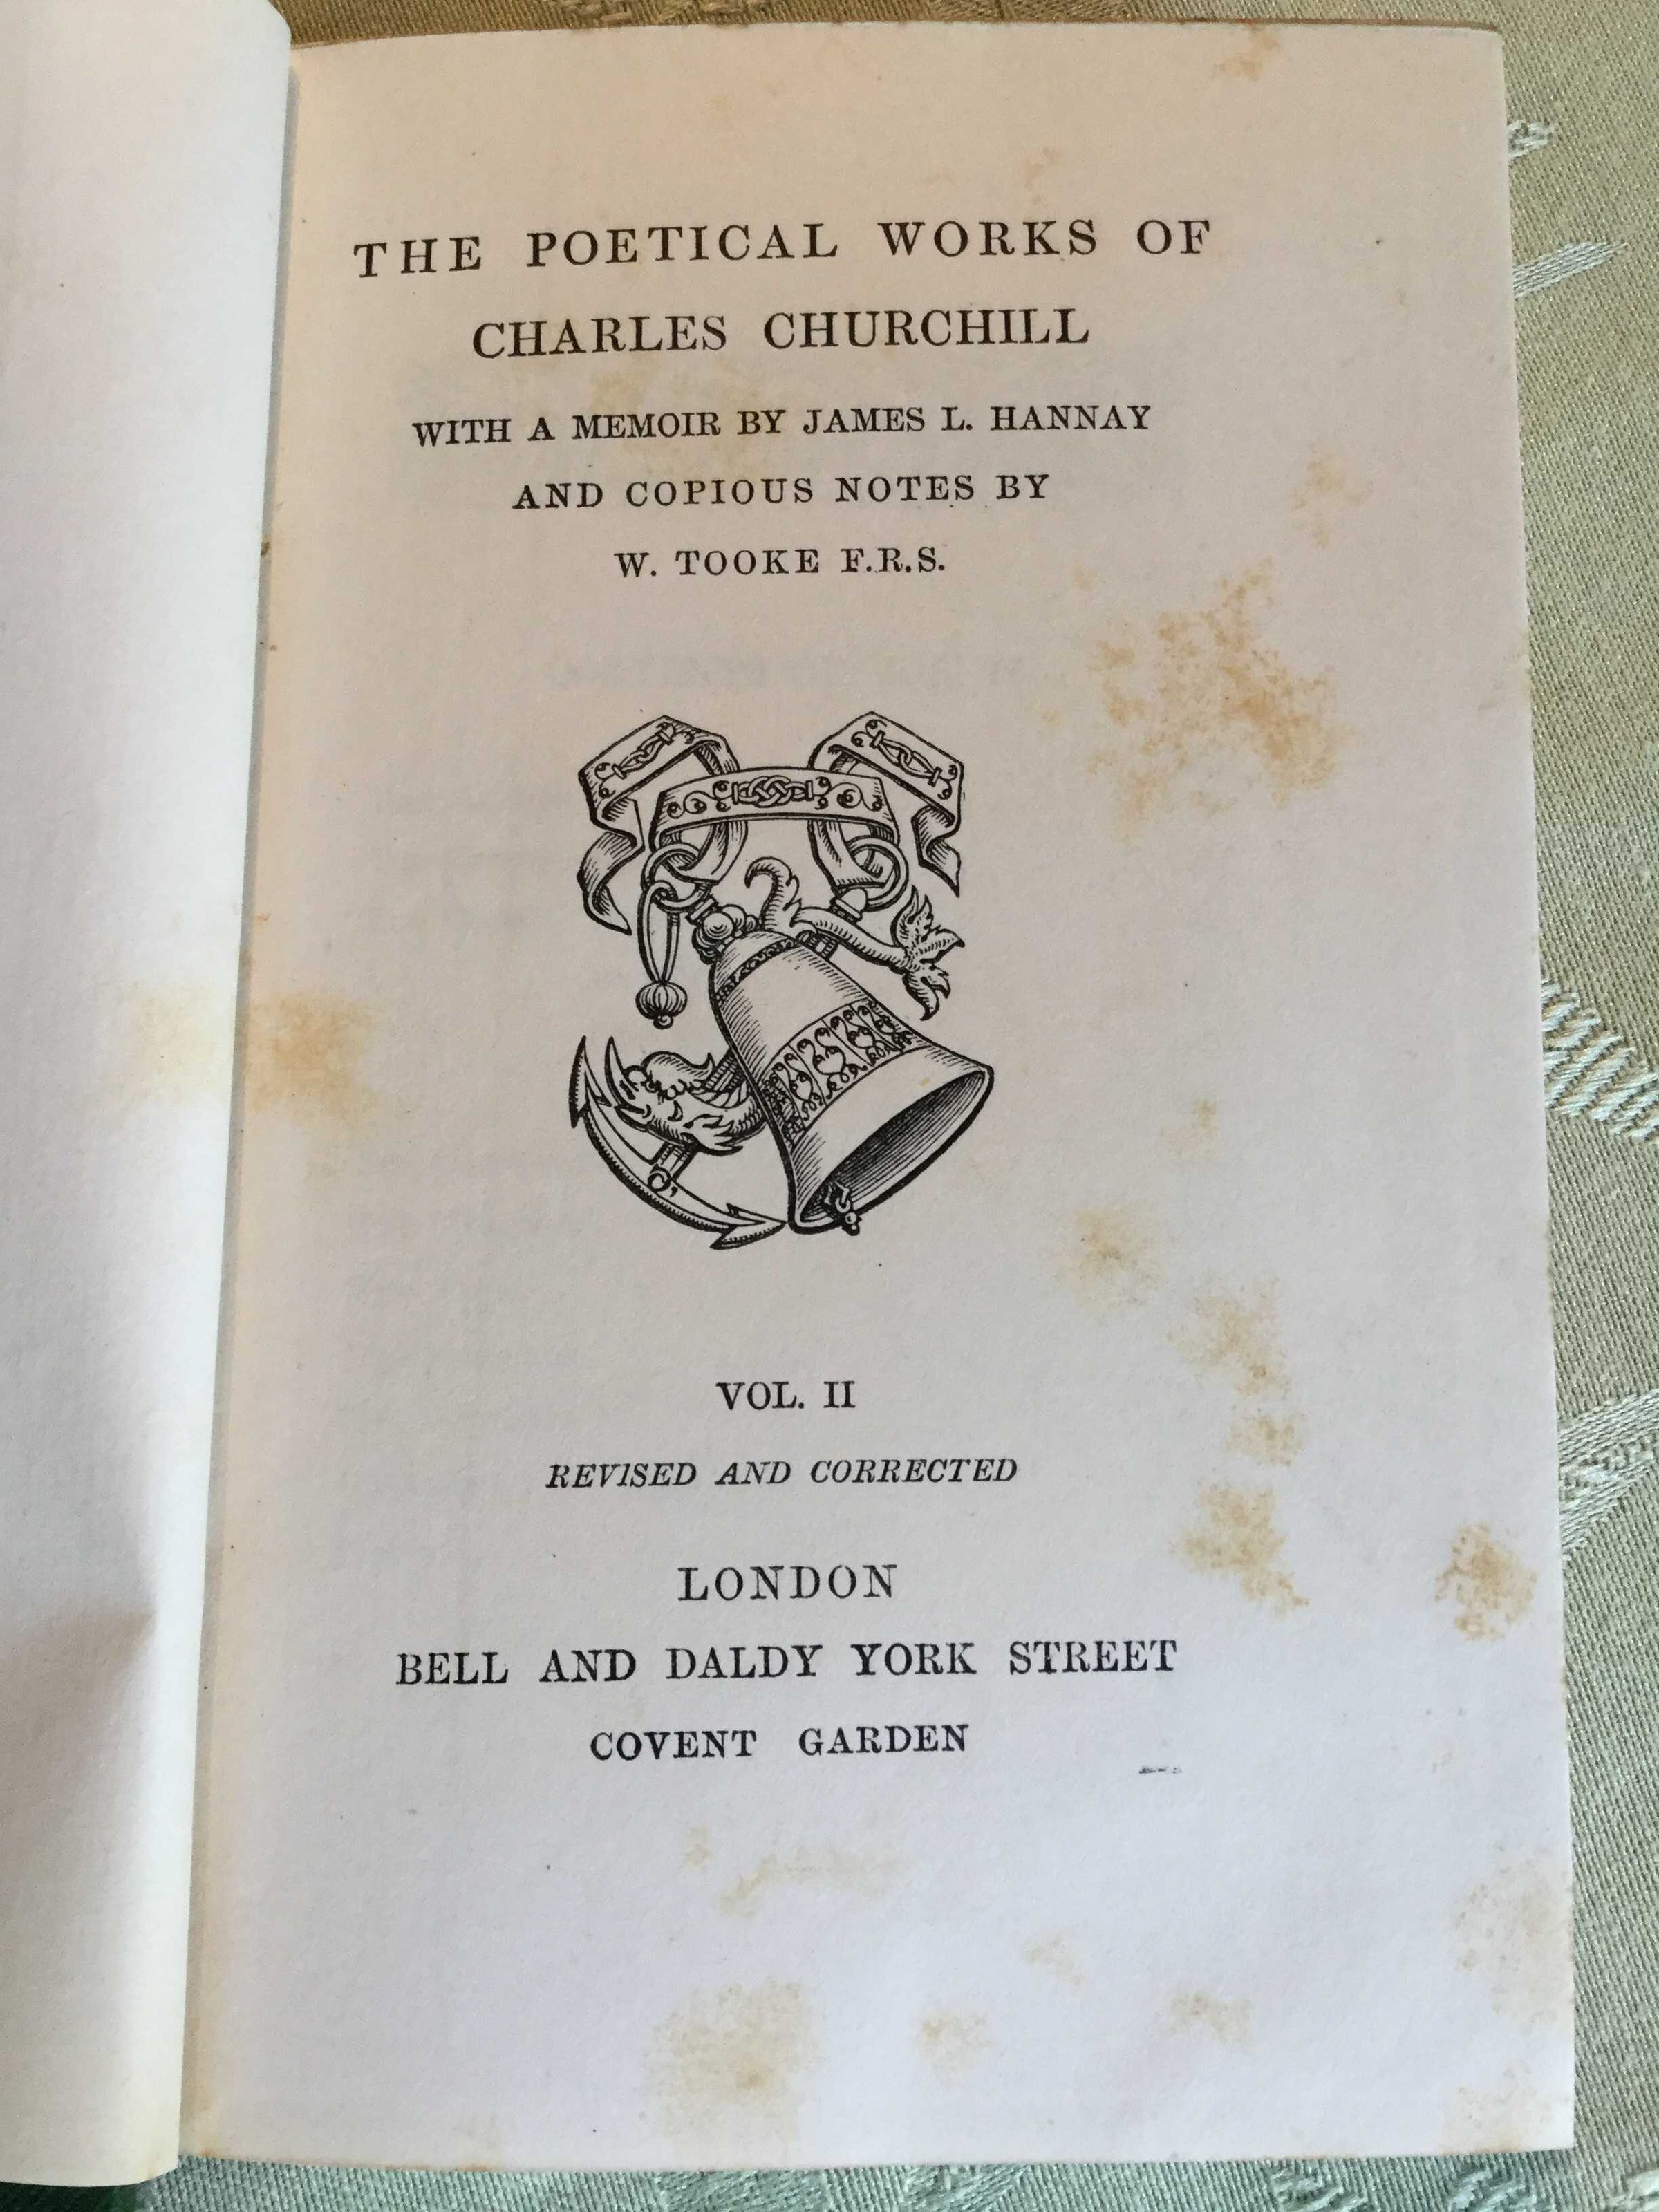 THE POETICAL WORKS OF
CHARLES CHURCHILL
WITH A MEMOIR BY JAMES L. HANNAY
AND COPIOUS NOTES BY
W. TOOKE F.R.S.
VOL. II
REVISED AND CORRECTED
LONDON
BELL AND DALDY YORK STREET
COVENT GARDEN